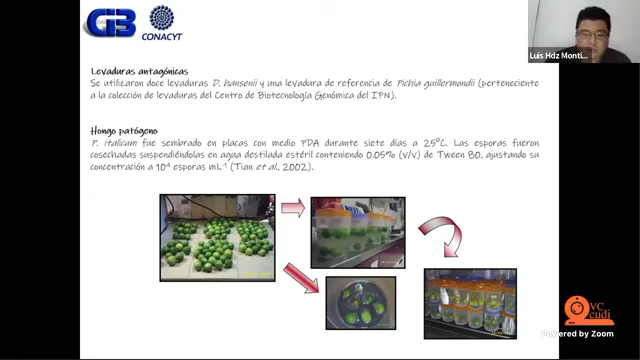 CIB
CONACYT
Luis Hdz Monti...
Levaduras antagónicas
Se utilizaron doce levaduras D. hansenii y una levadura de referencia de Pichia guillermondii (perteneciente
a la colección de levaduras del Centro de Biotecnología Genómica del IPN).
Hongo patógeno
P. italicum fue sembrado en placas con medio PDA durante siete días a 25°C. Las esporas fueron
cosechadas suspendiéndolas en agua destilada estéril conteniendo 0.05% (v/v) de Tween 80, ajustando su
concentración a 10⁴ esporas mL⁻¹ (Tian et al., 2002).
VC
cudi
Powered by Zoom